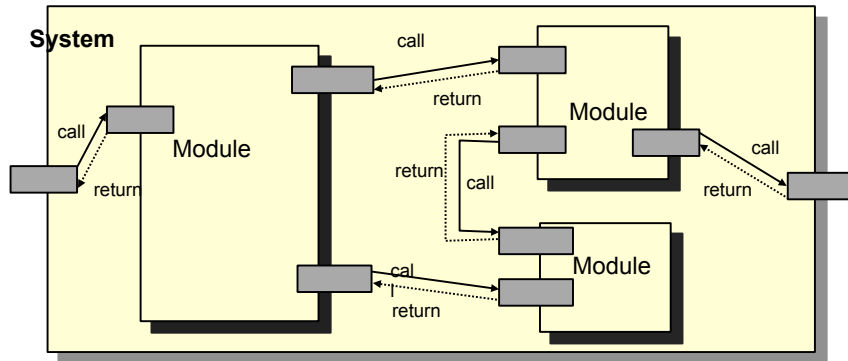 System
call
return
Module
call
return
return
call
Module
call
return
cal
l
return
Module